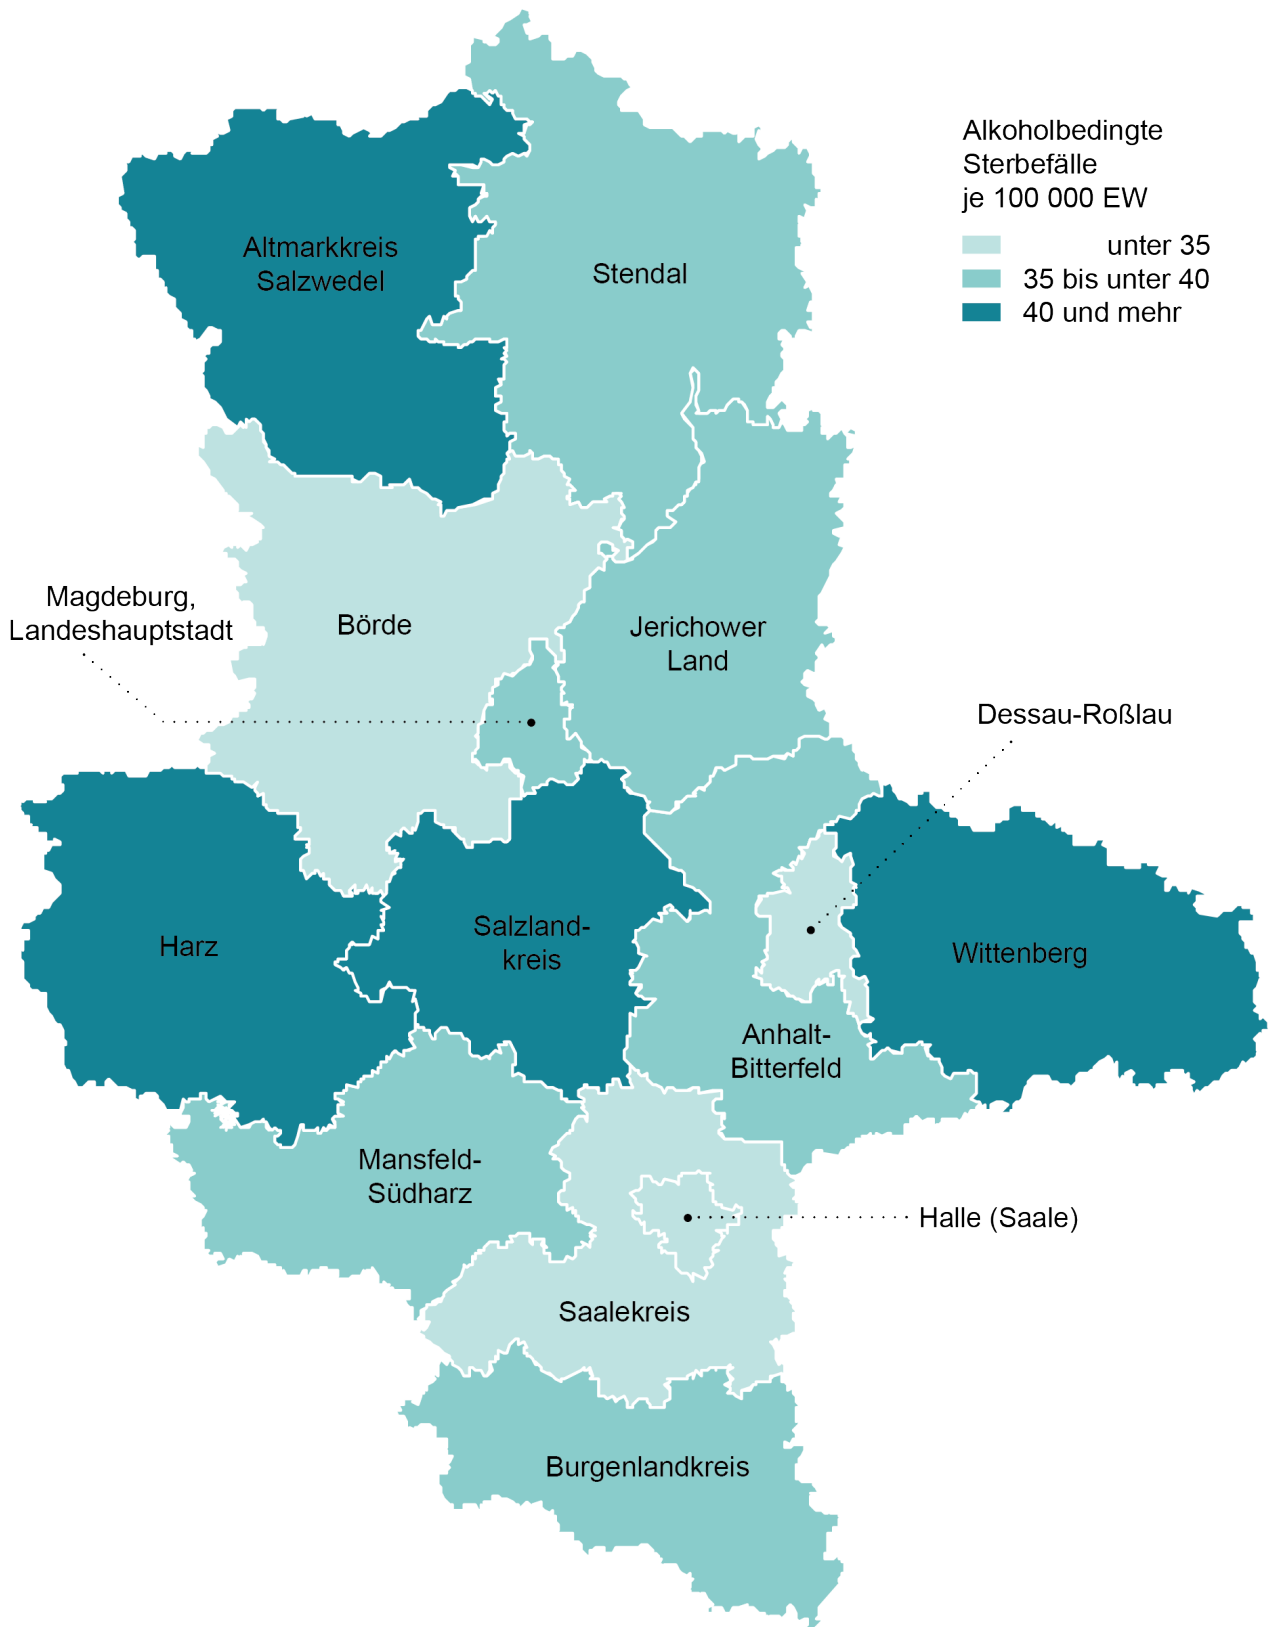 Alkoholbedingte
Sterbefälle
je 100 000 EW
unter 35
35 bis unter 40
40 und mehr
Altmarkkreis
Salzwedel
Stendal
Magdeburg,
Landeshauptstadt
Börde
Jerichower
Land
Dessau-Roßlau
Harz
Salzland-
kreis
Wittenberg
Anhalt-
Bitterfeld
Mansfeld-
Südharz
Halle (Saale)
Saalekreis
Burgenlandkreis